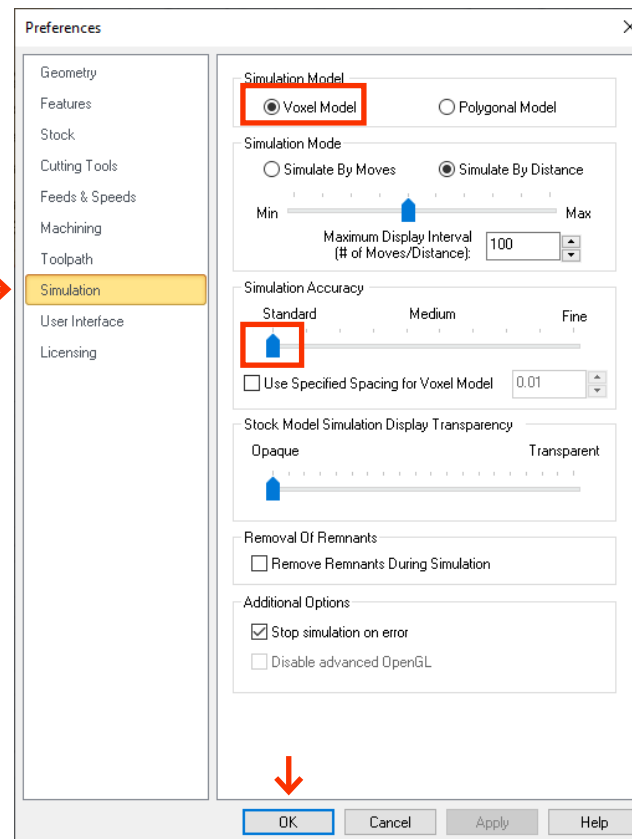 Preferences
Geometry
Features
Stock
Cutting Tools
Feeds & Speeds
Machining
Toolpath
Simulation
User Interface
Licensing
Simulation Model
Voxel Model
Polygonal Model
Simulation Mode
Simulate By Moves
Simulate By Distance
Min
Max
Maximum Display Interval
(# of Moves/Distance):
100
Simulation Accuracy
Standard
Medium
Fine
Use Specified Spacing for Voxel Model
0.01
Stock Model Simulation Display Transparency
Opaque
Transparent
Removal Of Remnants
Remove Remnants During Simulation
Additional Options
Stop simulation on error
Disable advanced OpenGL
OK
Cancel
Apply
Help